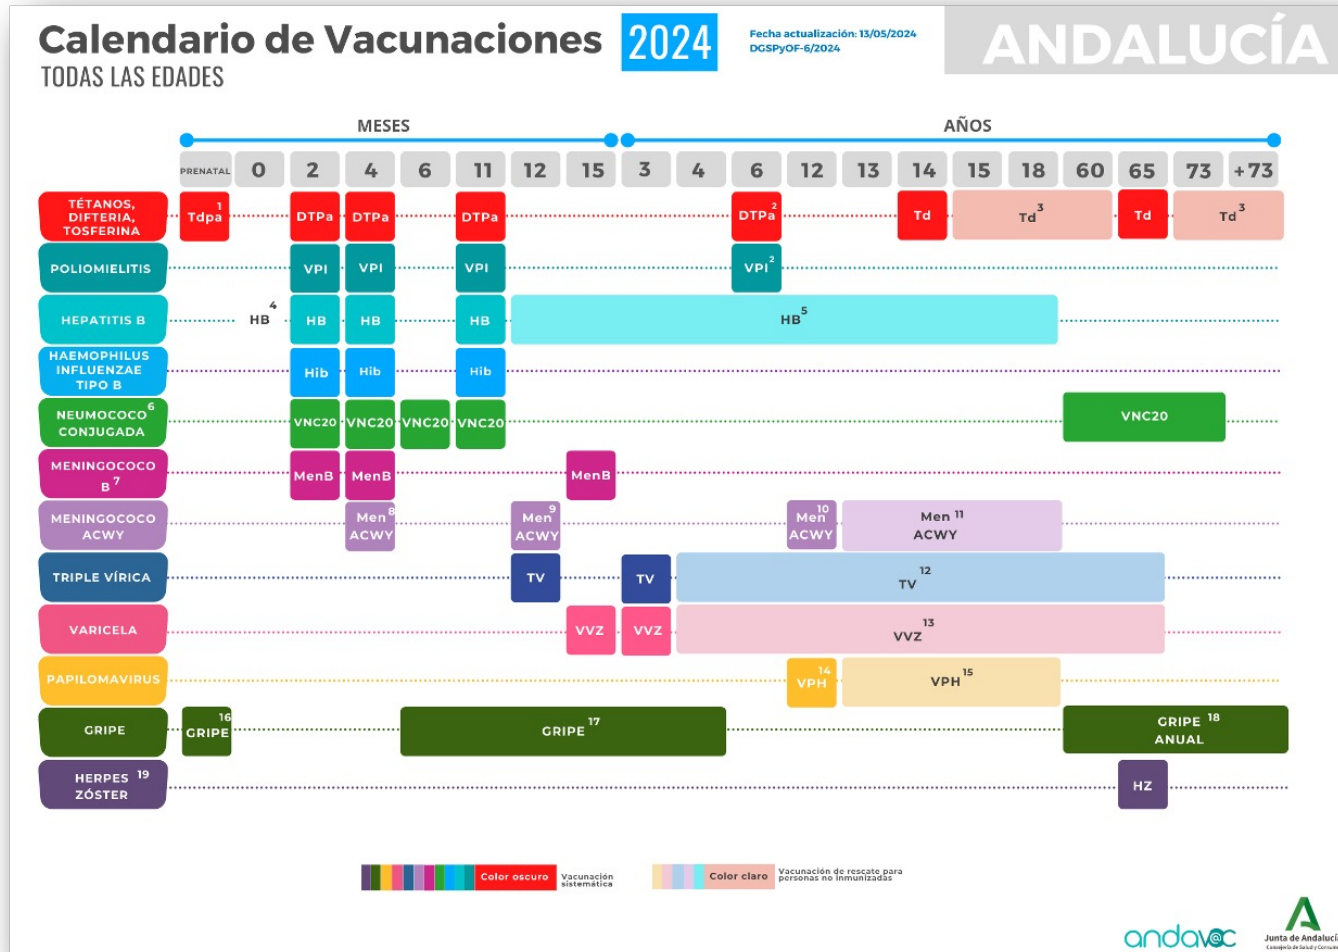 Calendario de Vacunaciones 2024
TODAS LAS EDADES
Fecha actualización: 13/05/2024
DGSPyOF-6/2024
ANDALUCÍA
MESES AÑOS
PRENATAL 0 2 4 6 11 12 15 3 4 6 12 13 14 15 18 60 65 73 +73
TÉTANOS,
DIFTERIA,
TOSFERINA
Tdpa 1 DTPa DTPa DTPa DTPa 2 Td Td 3 Td Td 3
POLIOMIELITIS VPI VPI VPI VPI 2
HEPATITIS B HB 4 HB HB HB HB 5
HAEMOPHILUS
INFLUENZAE
TIPO B
Hib Hib Hib
NEUMOCOCO 6
CONJUGADA
VNC20 VNC20 VNC20 VNC20 VNC20
MENINGOCOCO
B 7
MenB MenB MenB
MENINGOCOCO
ACWY
Men 8 Men 9 Men 10 Men 11
ACWY ACWY ACWY ACWY
TRIPLE VÍRICA TV TV TV 12
VARICELA VVZ VVZ VVZ 13
PAPILOMAVIRUS VPH 14 VPH 15
GRIPE GRIPE 16 GRIPE 17 GRIPE 18
ANUAL
HERPES 19
ZÓSTER
HZ
Color oscuro Vacunación
sistemática
Color claro Vacunación de rescate para
personas no inmunizadas
andav@c
Junta de Andalucía
Consejería de Salud y Consumo